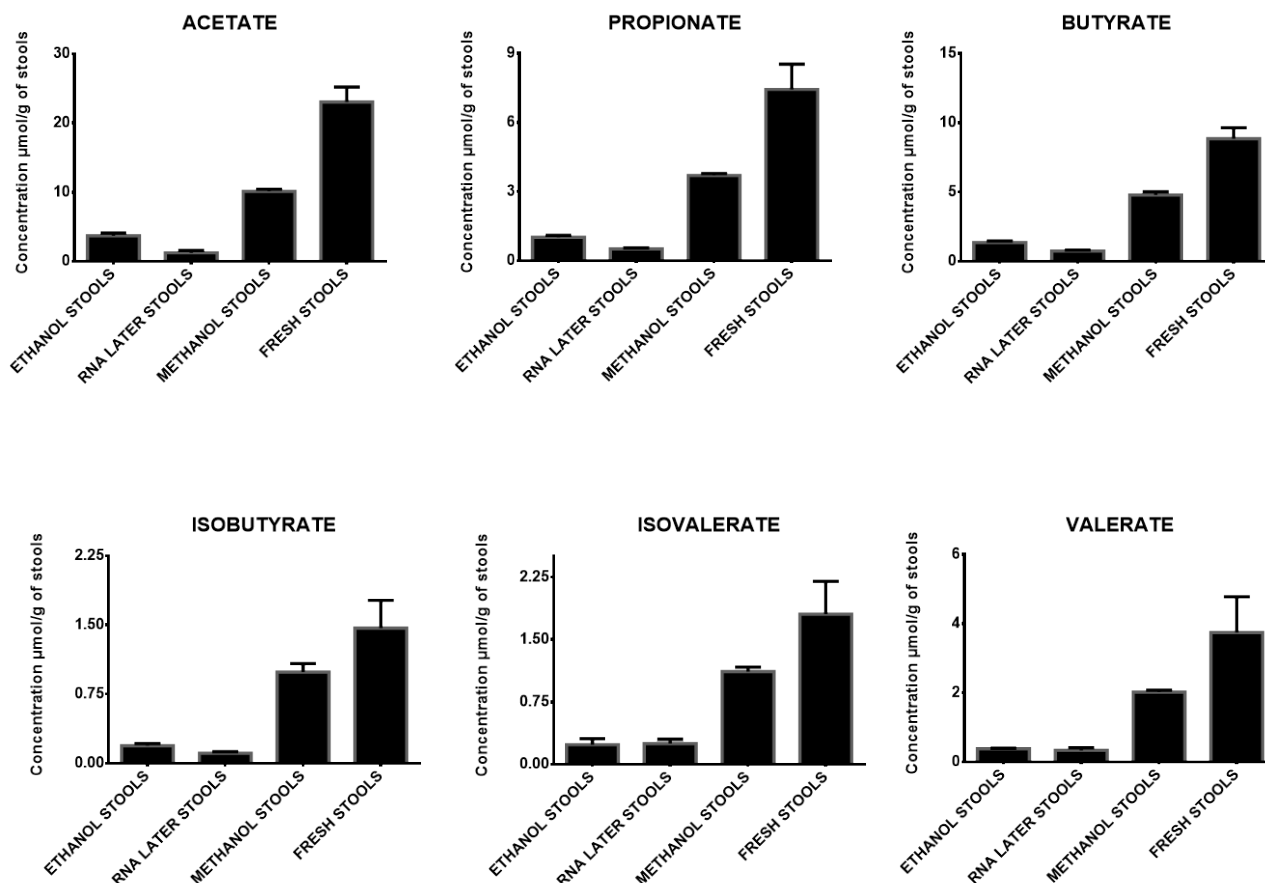 ACETATE
Concentration µmol/g of stools
30
20
10
0
ETHANOL STOOLS
RNA LATER STOOLS
METHANOL STOOLS
FRESH STOOLS
PROPIONATE
Concentration µmol/g of stools
9
6
3
0
ETHANOL STOOLS
RNA LATER STOOLS
METHANOL STOOLS
FRESH STOOLS
BUTYRATE
Concentration µmol/g of stools
15
10
5
0
ETHANOL STOOLS
RNA LATER STOOLS
METHANOL STOOLS
FRESH STOOLS
ISOBUTYRATE
Concentration µmol/g of stools
2.25
1.50
0.75
0.00
ETHANOL STOOLS
RNA LATER STOOLS
METHANOL STOOLS
FRESH STOOLS
ISOVALERATE
Concentration µmol/g of stools
2.25
1.50
0.75
0.00
ETHANOL STOOLS
RNA LATER STOOLS
METHANOL STOOLS
FRESH STOOLS
VALERATE
Concentration µmol/g of stools
6
4
2
0
ETHANOL STOOLS
RNA LATER STOOLS
METHANOL STOOLS
FRESH STOOLS